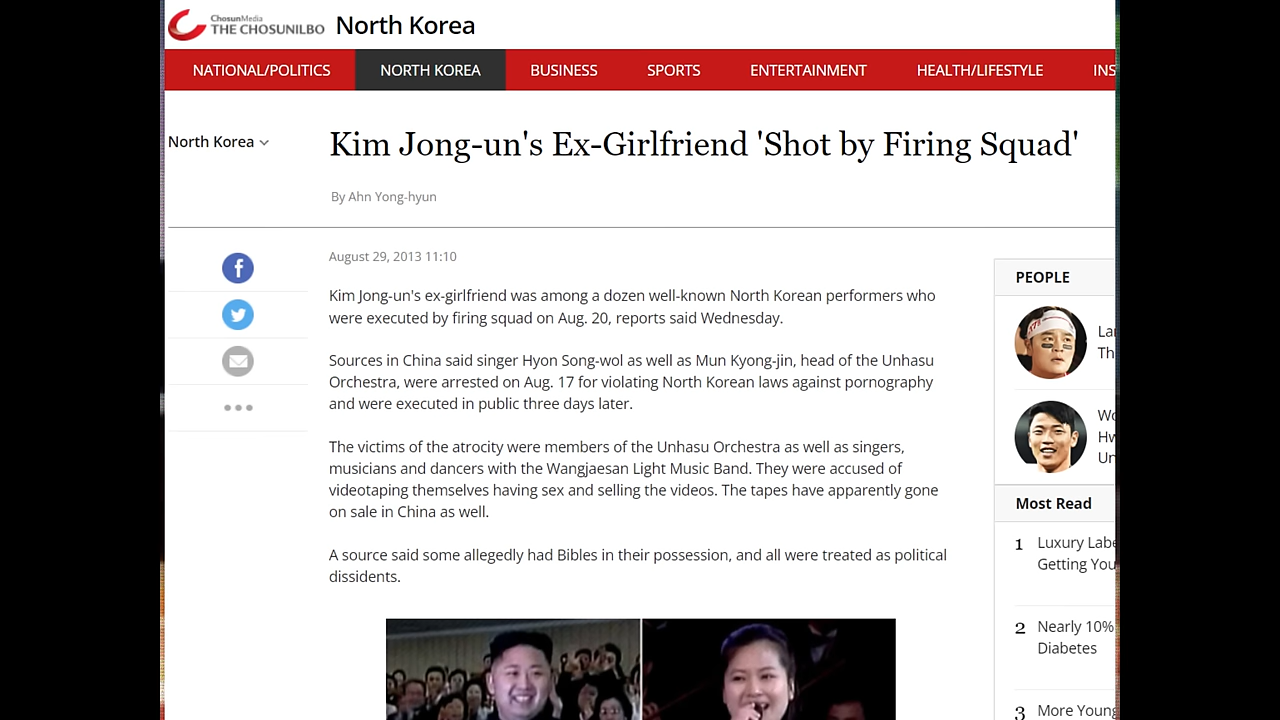 ChosunMedia
THE CHOSUNILBO North Korea
NATIONAL/POLITICS NORTH KOREA BUSINESS SPORTS ENTERTAINMENT HEALTH/LIFESTYLE INS
North Korea
Kim Jong-un's Ex-Girlfriend 'Shot by Firing Squad'
By Ahn Yong-hyun
August 29, 2013 11:10
Kim Jong-un's ex-girlfriend was among a dozen well-known North Korean performers who
were executed by firing squad on Aug. 20, reports said Wednesday.
Sources in China said singer Hyon Song-wol as well as Mun Kyong-jin, head of the Unhasu
Orchestra, were arrested on Aug. 17 for violating North Korean laws against pornography
and were executed in public three days later.
The victims of the atrocity were members of the Unhasu Orchestra as well as singers,
musicians and dancers with the Wangjaesan Light Music Band. They were accused of
videotaping themselves having sex and selling the videos. The tapes have apparently gone
on sale in China as well.
A source said some allegedly had Bibles in their possession, and all were treated as political
dissidents.
PEOPLE
Lar
Th
Wo
Hw
Un
Most Read
1 Luxury Labe
Getting You
2 Nearly 10%
Diabetes
3 More Young